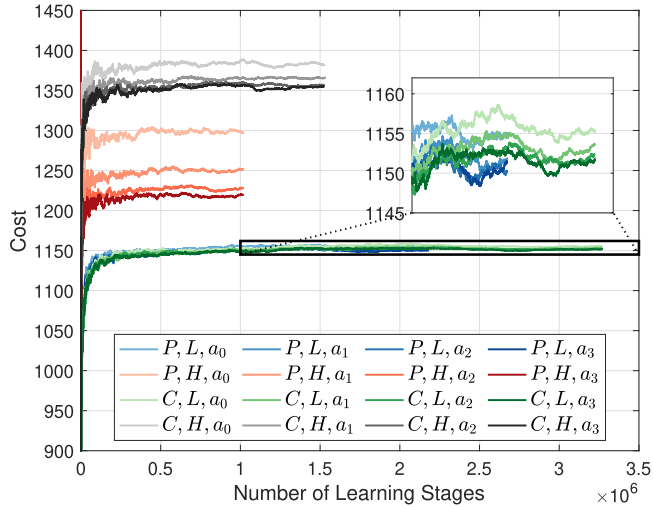 1450
1400
1350
1300
1250
1200
1150
1100
1050
1000
950
900
Cost
1160
1155
1150
1145
P, L, a0 P, L, a1 P, L, a2 P, L, a3
P, H, a0 P, H, a1 P, H, a2 P, H, a3
C, L, a0 C, L, a1 C, L, a2 C, L, a3
C, H, a0 C, H, a1 C, H, a2 C, H, a3
0 0.5 1 1.5 2 2.5 3 3.5
Number of Learning Stages
×10^6